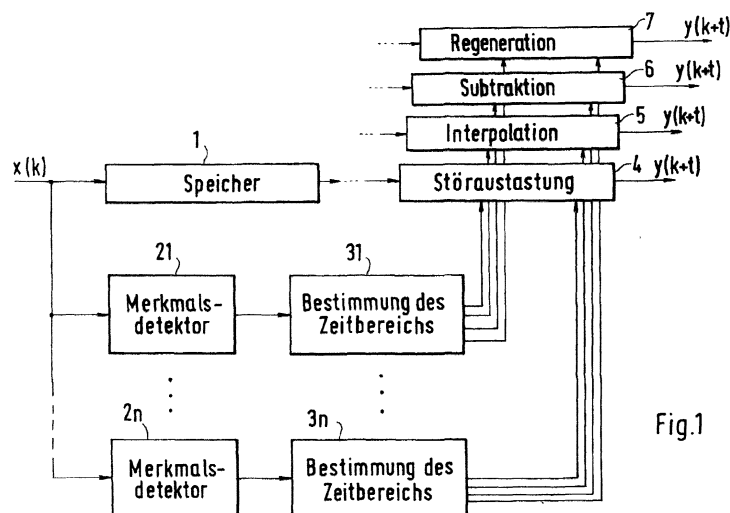 7
Regeneration
y(k+t)
6
Subtraktion
y(k+t)
5
Interpolation
y(k+t)
x(k)
1
Speicher
Störaustastung
4
y(k+t)
21
Merkmals-
detektor
31
Bestimmung des
Zeitbereichs
2n
Merkmals-
detektor
3n
Bestimmung des
Zeitbereichs
Fig.1